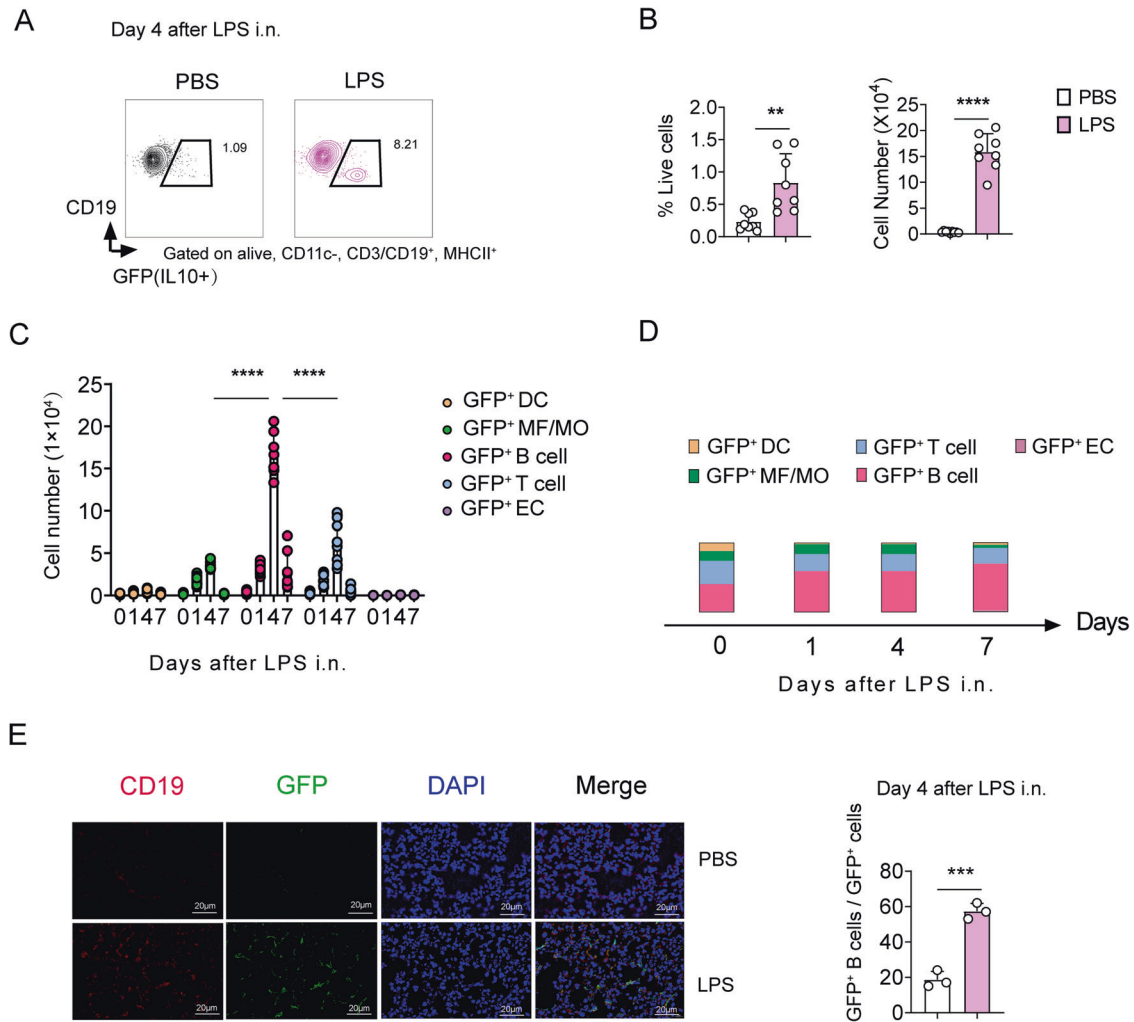 A
Day 4 after LPS i.n.
PBS
LPS
1.09
8.21
CD19
Gated on alive, CD11c-, CD3/CD19⁺, MHCII⁺
GFP(IL10+)
B
% Live cells
2.0
1.5
1.0
0.5
0.0
**
Cell Number (X10⁴)
25
20
15
10
5
0
****
PBS
LPS
C
Cell number (1×10⁴)
25
20
15
10
5
0
****
****
0147
0147
0147
0147
0147
Days after LPS i.n.
GFP⁺ DC
GFP⁺ MF/MO
GFP⁺ B cell
GFP⁺ T cell
GFP⁺ EC
D
GFP⁺ DC
GFP⁺ T cell
GFP⁺ EC
GFP⁺ MF/MO
GFP⁺ B cell
0
1
4
7
Days
Days after LPS i.n.
E
CD19
GFP
DAPI
Merge
PBS
20μm
20μm
20μm
20μm
LPS
20μm
20μm
20μm
20μm
Day 4 after LPS i.n.
GFP⁺ B cells / GFP⁺ cells
80
60
40
20
0
***